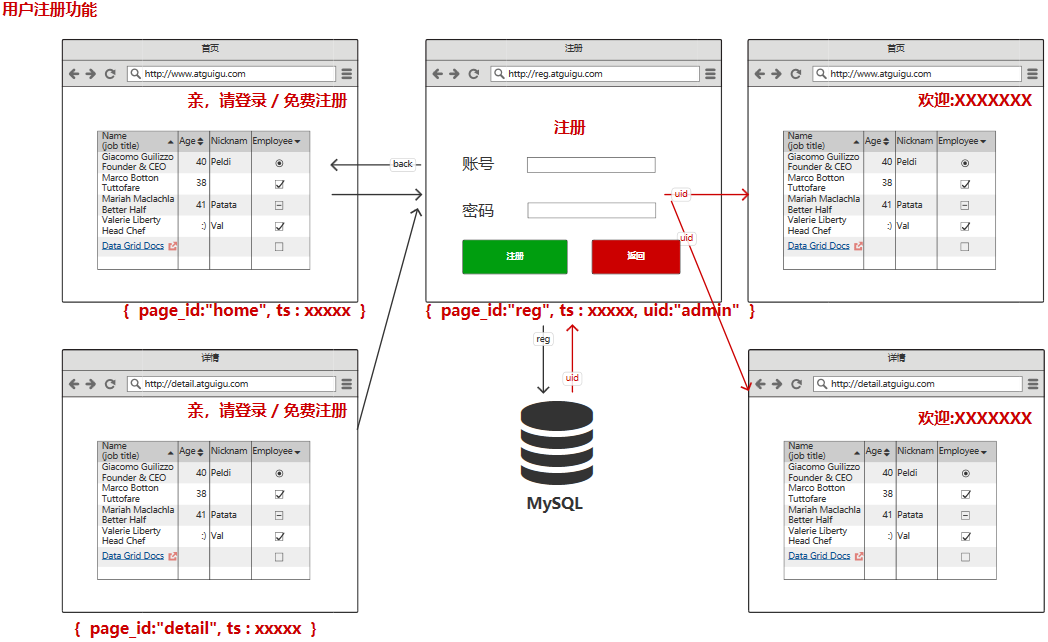 用户注册功能
首页
http://www.atguigu.com
亲，请登录 / 免费注册
Name
(job title)
Age
Nicknam
Employee
Giacomo Guilizzo
Founder & CEO
40
Peldi
Marco Botton
Tuttofare
38
Mariah Maclachla
Better Half
41
Patata
Valerie Liberty
Head Chef
:)
Val
Data Grid Docs
{ page_id:"home", ts : xxxxx }
back
注册
http://reg.atguigu.com
注册
账号
密码
注册
返回
{ page_id:"reg", ts : xxxxx, uid:"admin" }
uid
uid
reg
uid
MySQL
首页
http://www.atguigu.com
欢迎:XXXXXXX
Name
(job title)
Age
Nicknam
Employee
Giacomo Guilizzo
Founder & CEO
40
Peldi
Marco Botton
Tuttofare
38
Mariah Maclachla
Better Half
41
Patata
Valerie Liberty
Head Chef
:)
Val
Data Grid Docs
详情
http://detail.atguigu.com
亲，请登录 / 免费注册
Name
(job title)
Age
Nicknam
Employee
Giacomo Guilizzo
Founder & CEO
40
Peldi
Marco Botton
Tuttofare
38
Mariah Maclachla
Better Half
41
Patata
Valerie Liberty
Head Chef
:)
Val
Data Grid Docs
{ page_id:"detail", ts : xxxxx }
详情
http://detail.atguigu.com
欢迎:XXXXXXX
Name
(job title)
Age
Nicknam
Employee
Giacomo Guilizzo
Founder & CEO
40
Peldi
Marco Botton
Tuttofare
38
Mariah Maclachla
Better Half
41
Patata
Valerie Liberty
Head Chef
:)
Val
Data Grid Docs